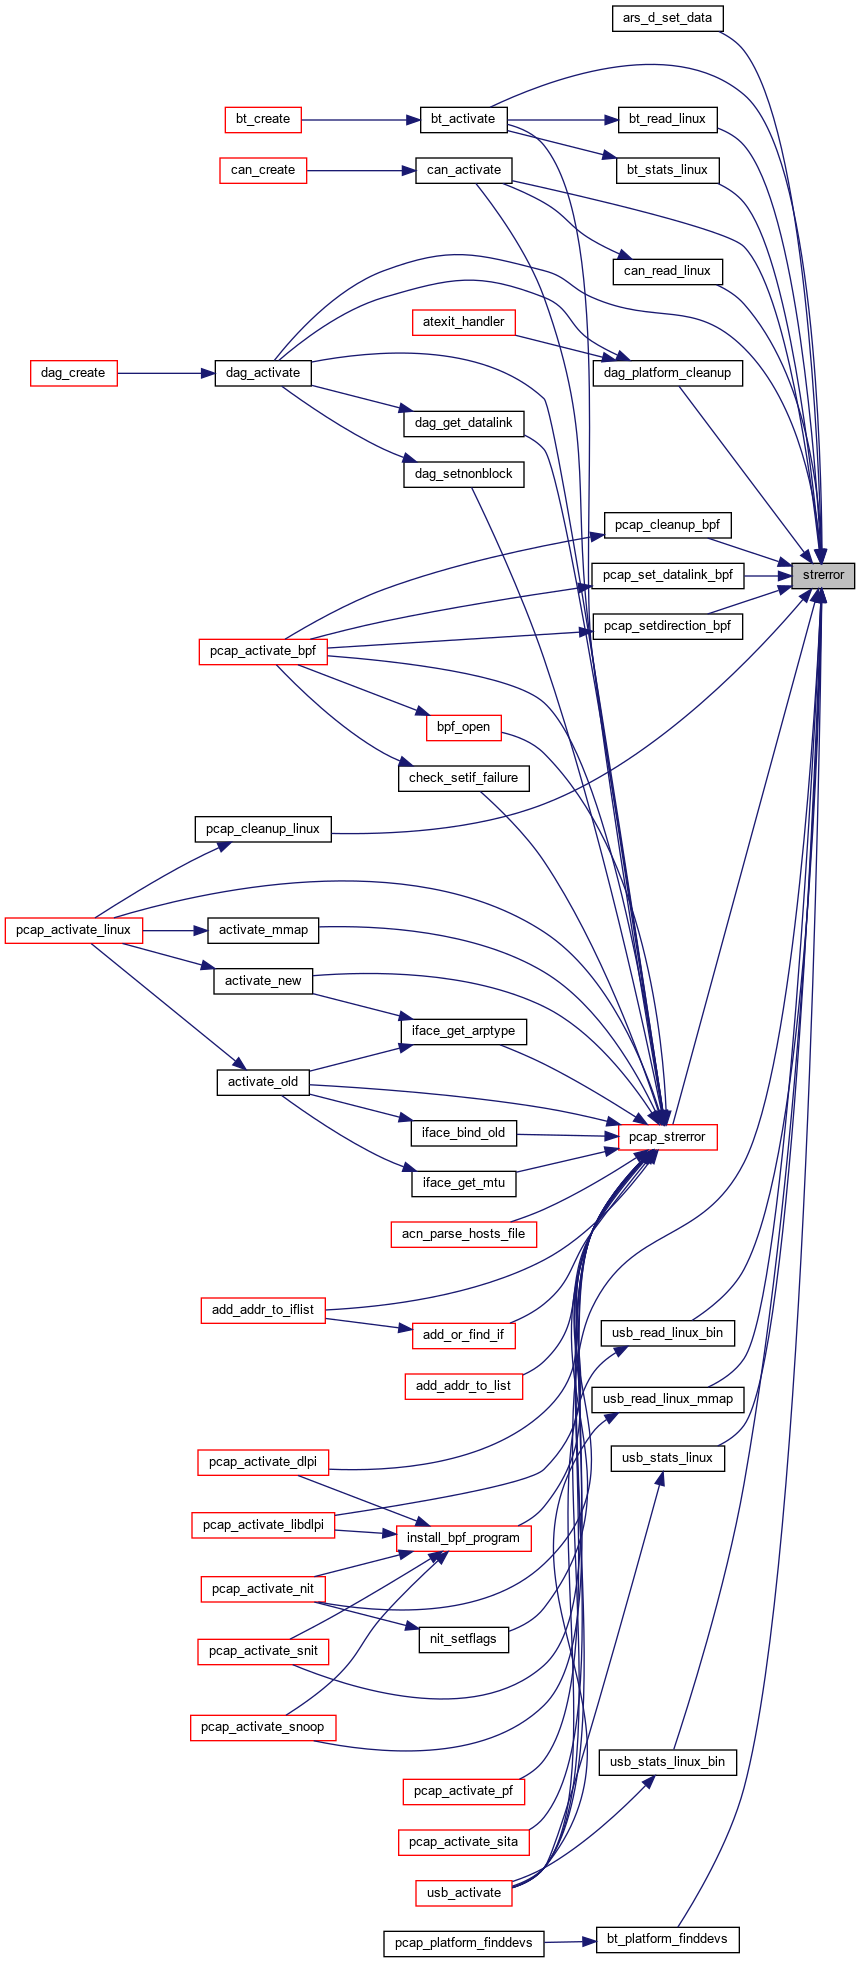 ars_d_set_data
bt_create
bt_activate
bt_read_linux
can_create
can_activate
bt_stats_linux
can_read_linux
atexit_handler
dag_create
dag_activate
dag_platform_cleanup
dag_get_datalink
dag_setnonblock
pcap_cleanup_bpf
pcap_set_datalink_bpf
strerror
pcap_setdirection_bpf
pcap_activate_bpf
bpf_open
check_setif_failure
pcap_cleanup_linux
pcap_activate_linux
activate_mmap
activate_new
iface_get_arptype
activate_old
iface_bind_old
pcap_strerror
iface_get_mtu
acn_parse_hosts_file
add_addr_to_iflist
add_or_find_if
usb_read_linux_bin
add_addr_to_list
usb_read_linux_mmap
pcap_activate_dlpi
usb_stats_linux
pcap_activate_libdlpi
install_bpf_program
pcap_activate_nit
nit_setflags
pcap_activate_snit
pcap_activate_snoop
usb_stats_linux_bin
pcap_activate_pf
pcap_activate_sita
usb_activate
pcap_platform_finddevs
bt_platform_finddevs